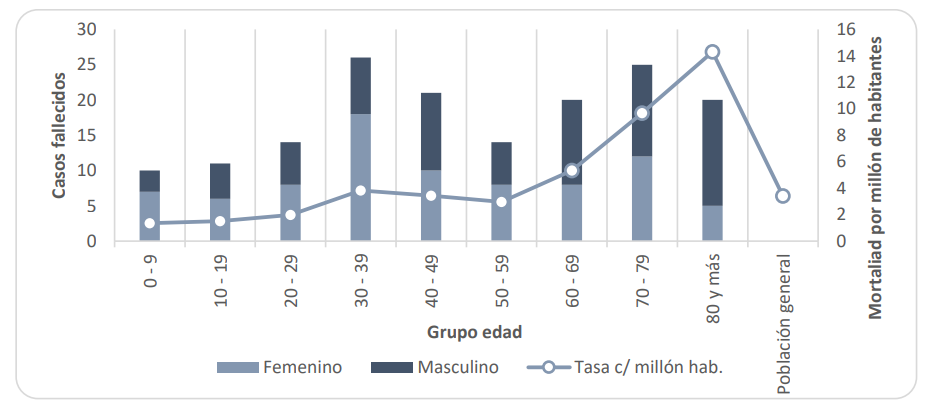 30
25
20
15
10
5
0
Casos fallecidos
16
14
12
10
8
6
4
2
0
Mortaliad por millón de habitantes
0 - 9
10 - 19
20 - 29
30 - 39
40 - 49
50 - 59
60 - 69
70 - 79
80 y más
Población general
Grupo edad
Femenino
Masculino
Tasa c/ millón hab.